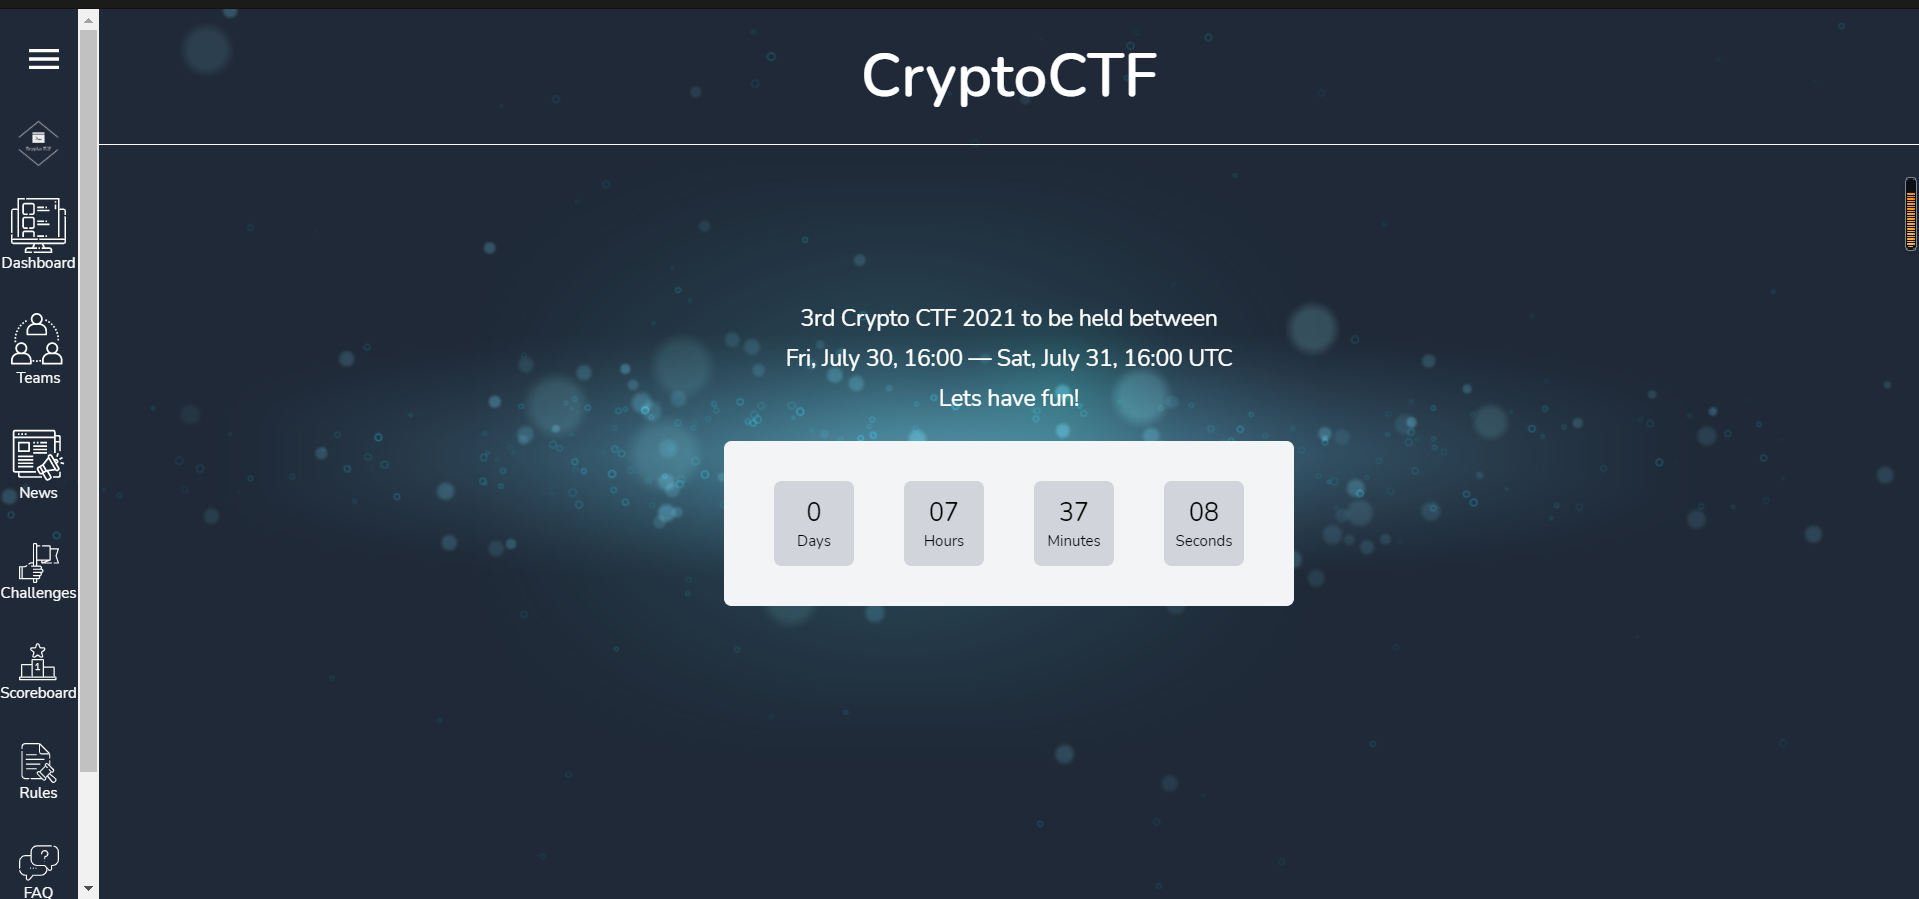 CryptoCTF
Dashboard
Teams
News
Challenges
Scoreboard
Rules
FAQ
3rd Crypto CTF 2021 to be held between
Fri, July 30, 16:00 — Sat, July 31, 16:00 UTC
Lets have fun!
0
Days
07
Hours
37
Minutes
08
Seconds